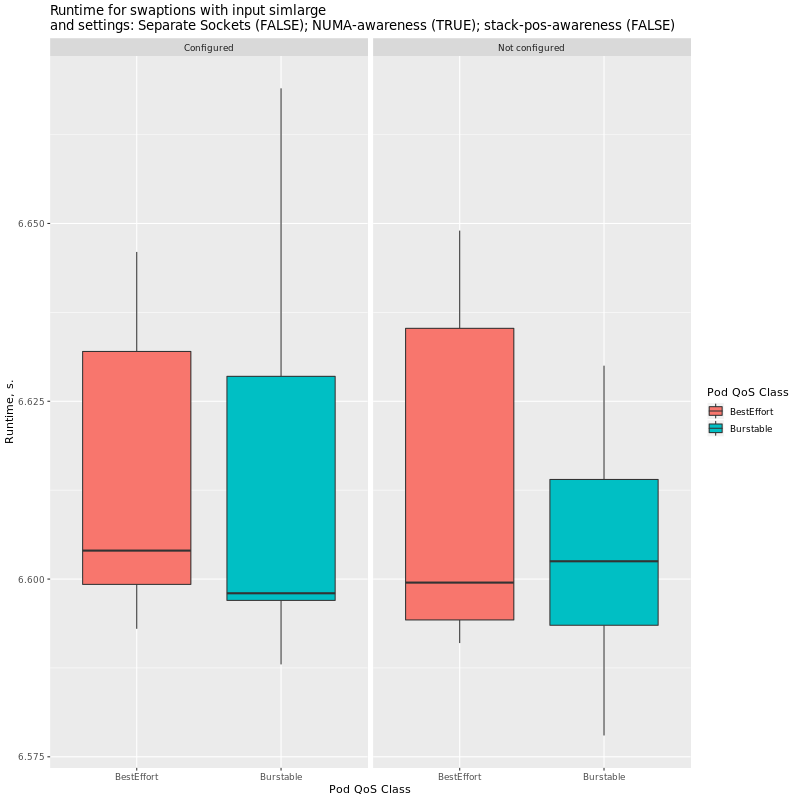 Runtime for swaptions with input simlarge
and settings: Separate Sockets (FALSE); NUMA-awareness (TRUE); stack-pos-awareness (FALSE)
Configured
Not configured
6.650
6.625
6.600
6.575
Runtime, s.
BestEffort
Burstable
BestEffort
Burstable
Pod QoS Class
Pod QoS Class
BestEffort
Burstable